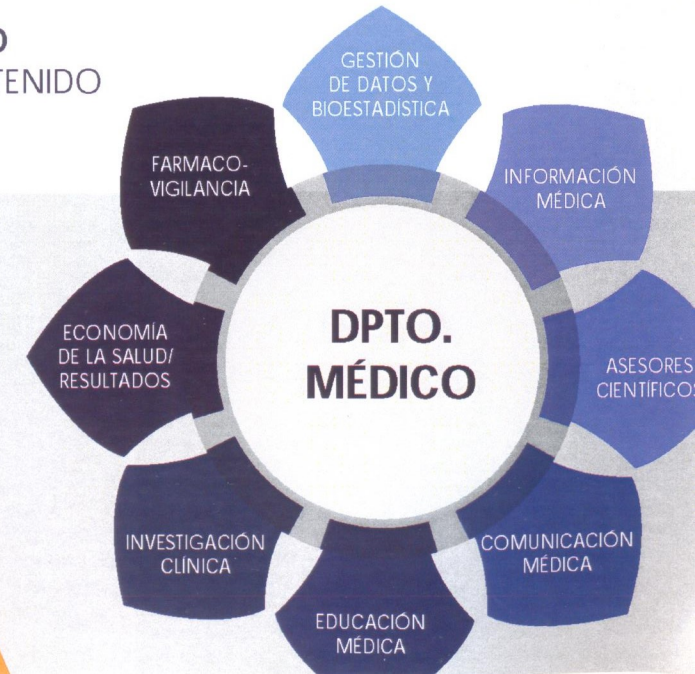 TENIDO
GESTIÓN
DE DATOS Y
BIOESTADÍSTICA
INFORMACIÓN
MÉDICA
ASESORES
CIENTÍFICOS
COMUNICACIÓN
MÉDICA
EDUCACIÓN
MÉDICA
INVESTIGACIÓN
CLÍNICA
ECONOMÍA
DE LA SALUD/
RESULTADOS
FARMACO-
VIGILANCIA
DPTO.
MÉDICO